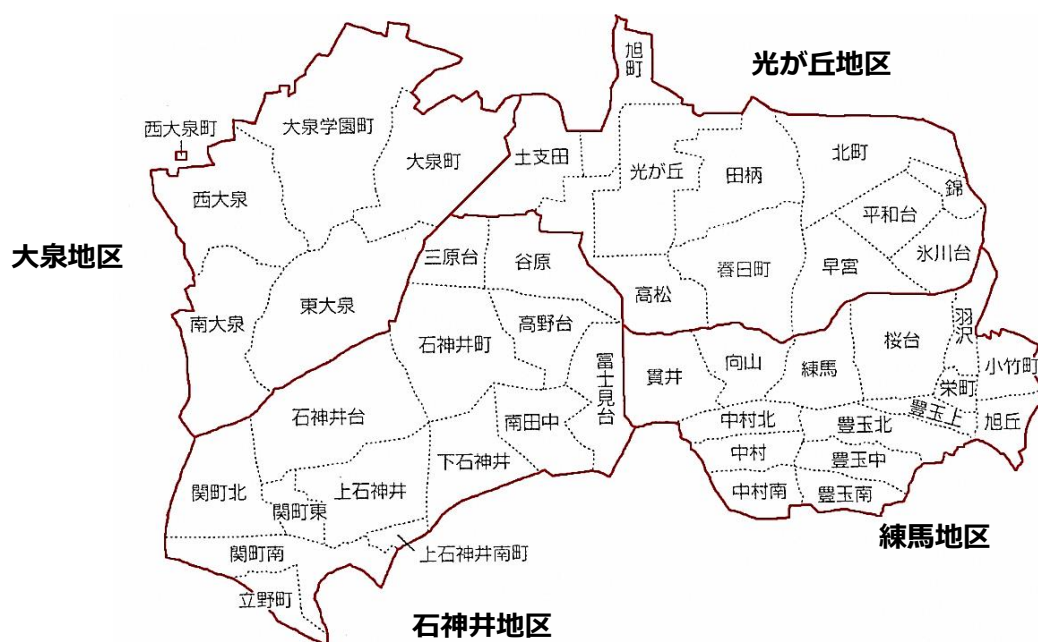 旭町
光が丘地区
西大泉町
大泉学園町
大泉町
土支田
光が丘
田柄
北町
西大泉
錦
平和台
大泉地区
三原台
谷原
春日町
早宮
氷川台
南大泉
東大泉
高松
石神井町
高野台
富士見台
貫井
向山
練馬
桜台
羽沢
小竹町
栄町
石神井台
南田中
中村北
豊玉北
豊玉上
旭丘
関町北
下石神井
中村
豊玉中
関町東
上石神井
中村南
豊玉南
関町南
上石神井南町
練馬地区
立野町
石神井地区